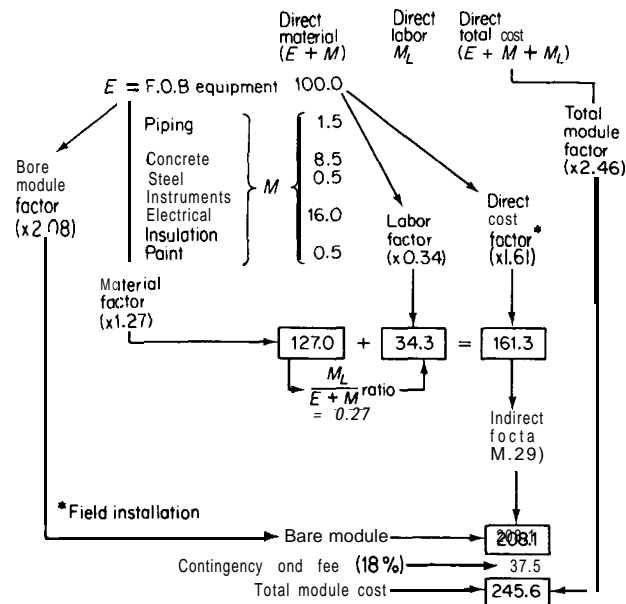 Direct material (E + M)
Direct labor M_L
Direct total cost (E + M + M_L)
E = F.O.B equipment 100.0
Piping 1.5
Concrete 8.5
Steel 0.5
Instruments
Electrical 16.0
Insulation
Paint 0.5
M
Bore module factor (x2.08)
Total module factor (x2.46)
Labor factor (x0.34)
Direct cost factor* (x1.61)
Material factor (x1.27)
127.0 + 34.3 = 161.3
M_L / E + M ratio = 0.27
Indirect focta M.29)
*Field installation
Bare module 208.1
Contingency ond fee (18%) 37.5
Total module cost 245.6